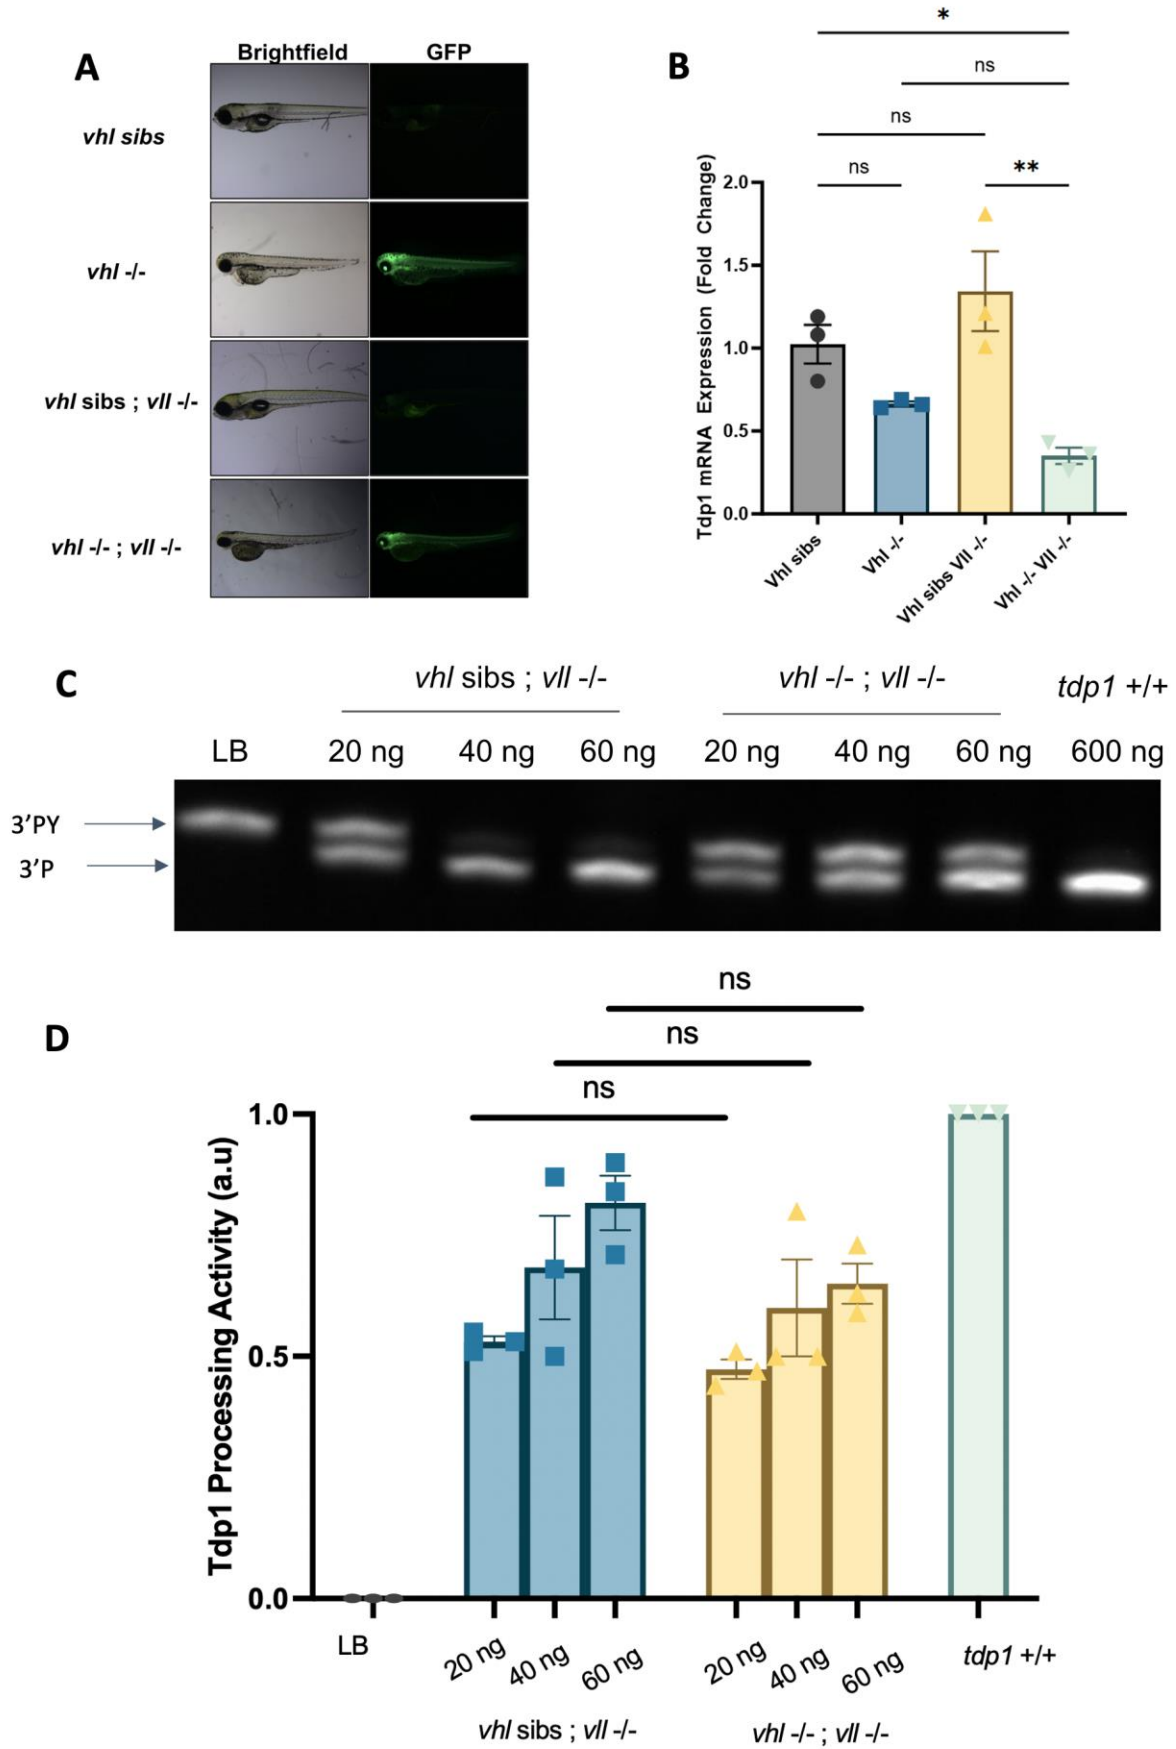 A
Brightfield GFP
vhl sibs
vhl -/-
vhl sibs ; vll -/-
vhl -/- ; vll -/-
B
*
ns
ns
ns **
Tdp1 mRNA Expression (Fold Change)
2.0
1.5
1.0
0.5
0.0
Vhl sibs Vhl -/- Vhl sibs Vll -/- Vhl -/- Vll -/-
C
vhl sibs ; vll -/- vhl -/- ; vll -/- tdp1 +/+
LB 20 ng 40 ng 60 ng 20 ng 40 ng 60 ng 600 ng
3'PY
3'P
D
ns
ns
ns
Tdp1 Processing Activity (a.u)
1.0
0.5
0.0
LB 20 ng 40 ng 60 ng 20 ng 40 ng 60 ng tdp1 +/+
vhl sibs ; vll -/- vhl -/- ; vll -/-